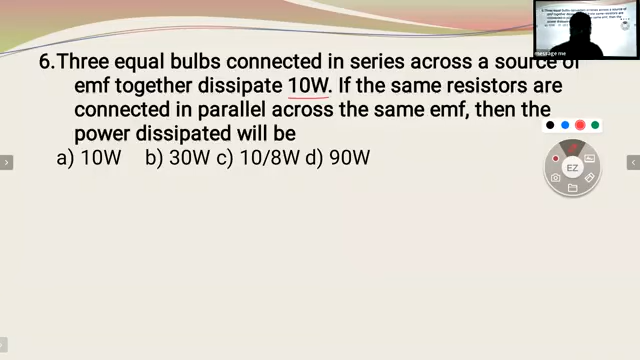 6.Three equal bulbs connected in series across a source of
emf together dissipate 10W. If the same resistors are
connected in parallel across the same emf, then the
power dissipated will be
a) 10W b) 30W c) 10/8W d) 90W
message me
EZ